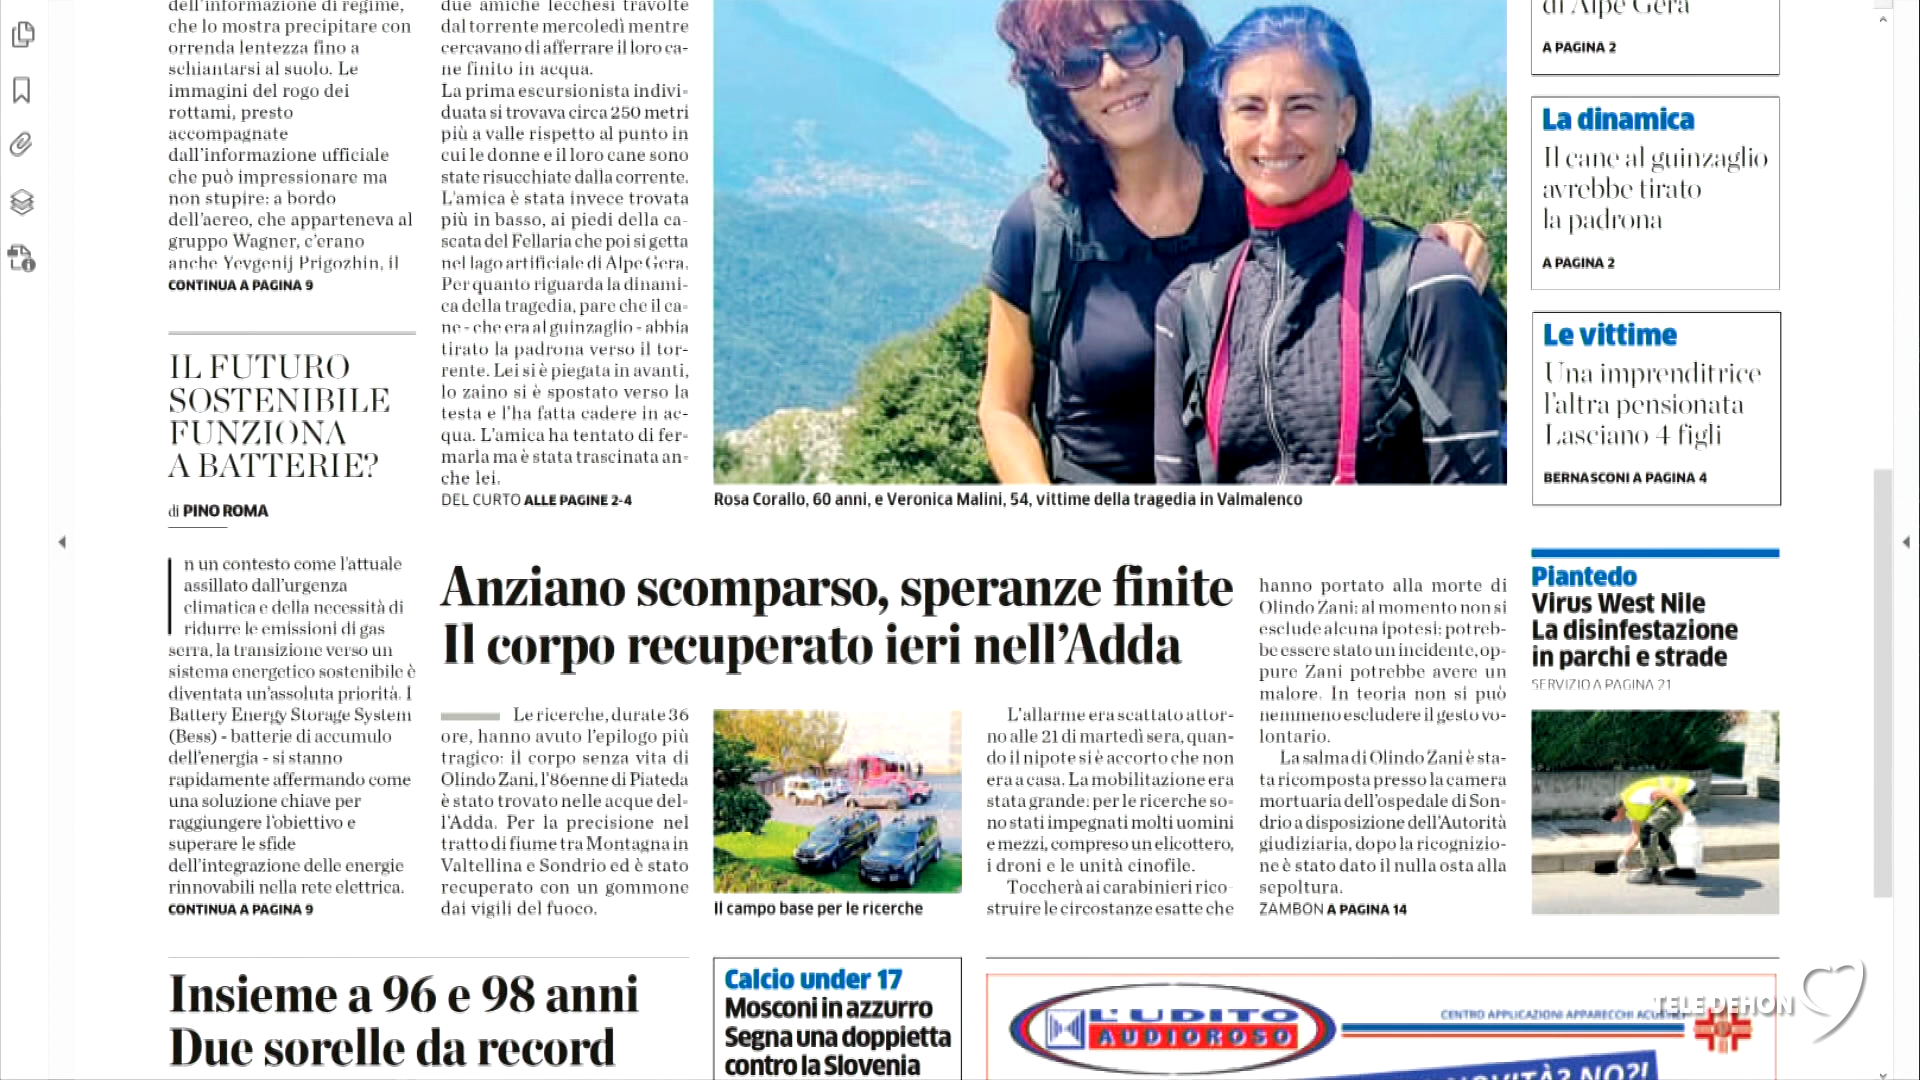 dell'informazione di regime,
che lo mostra precipitare con
orrenda lentezza fino a
schiantarsi al suolo. Le
immagini del rogo dei
rottami, presto
accompagnate
dall'informazione ufficiale
che può impressionare ma
non stupire: a bordo
dell'aereo, che apparteneva al
gruppo Wagner, c'erano
anche Yevgenij Prigozhin, il
CONTINUA A PAGINA 9
IL FUTURO
SOSTENIBILE
FUNZIONA
A BATTERIE?
di PINO ROMA
In un contesto come l'attuale
assillato dall'urgenza
climatica e della necessità di
ridurre le emissioni di gas
serra, la transizione verso un
sistema energetico sostenibile è
diventata un'assoluta priorità. I
Battery Energy Storage System
(Bess) - batterie di accumulo
dell'energia - si stanno
rapidamente affermando come
una soluzione chiave per
raggiungere l'obiettivo e
superare le sfide
dell'integrazione delle energie
rinnovabili nella rete elettrica.
CONTINUA A PAGINA 9
due amiche lecchesi travolte
dal torrente mercoledì mentre
cercavano di afferrare il loro ca-
ne finito in acqua.
La prima escursionista indivi-
duata si trovava circa 250 metri
più a valle rispetto al punto in
cui le donne e il loro cane sono
state risucchiate dalla corrente.
L'amica è stata invece trovata
più in basso, ai piedi della ca-
scata del Fellaria che poi si getta
nel lago artificiale di Alpe Gera.
Per quanto riguarda la dinami-
ca della tragedia, pare che il ca-
ne - che era al guinzaglio - abbia
tirato la padrona verso il tor-
rente. Lei si è piegata in avanti,
lo zaino si è spostato verso la
testa e l'ha fatta cadere in ac-
qua. L'amica ha tentato di fer-
marla ma è stata trascinata an-
che lei.
DEL CURTO ALLE PAGINE 2-4
Rosa Corallo, 60 anni, e Veronica Malini, 54, vittime della tragedia in Valmalenco
di Alpe Gera
A PAGINA 2
La dinamica
Il cane al guinzaglio
avrebbe tirato
la padrona
A PAGINA 2
Le vittime
Una imprenditrice
l'altra pensionata
Lasciano 4 figli
BERNASCONI A PAGINA 4
Anziano scomparso, speranze finite
Il corpo recuperato ieri nell'Adda
Le ricerche, durate 36
ore, hanno avuto l'epilogo più
tragico: il corpo senza vita di
Olindo Zani, l'86enne di Piateda
è stato trovato nelle acque del-
l'Adda. Per la precisione nel
tratto di fiume tra Montagna in
Valtellina e Sondrio ed è stato
recuperato con un gommone
dai vigili del fuoco.
Il campo base per le ricerche
L'allarme era scattato attor-
no alle 21 di martedì sera, quan-
do il nipote si è accorto che non
era a casa. La mobilitazione era
stata grande: per le ricerche so-
no stati impegnati molti uomini
e mezzi, compreso un elicottero,
i droni e le unità cinofile.
Toccherà ai carabinieri rico-
struire le circostanze esatte che
hanno portato alla morte di
Olindo Zani: al momento non si
esclude alcuna ipotesi: potreb-
be essere stato un incidente, op-
pure Zani potrebbe avere un
malore. In teoria non si può
nemmeno escludere il gesto vo-
lontario.
La salma di Olindo Zani è sta-
ta ricomposta presso la camera
mortuaria dell'ospedale di Son-
drio a disposizione dell'Autorità
giudiziaria, dopo la ricognizio-
ne è stato dato il nulla osta alla
sepoltura.
ZAMBON A PAGINA 14
Piantedo
Virus West Nile
La disinfestazione
in parchi e strade
SERVIZIO A PAGINA 21
Insieme a 96 e 98 anni
Due sorelle da record
Calcio under 17
Mosconi in azzurro
Segna una doppietta
contro la Slovenia
L'UDITO
AUDIOROSO
CENTRO APPLICAZIONI APPARECCHI ACUSTICI
NOVITÀ? NO?!
TELE DEHON